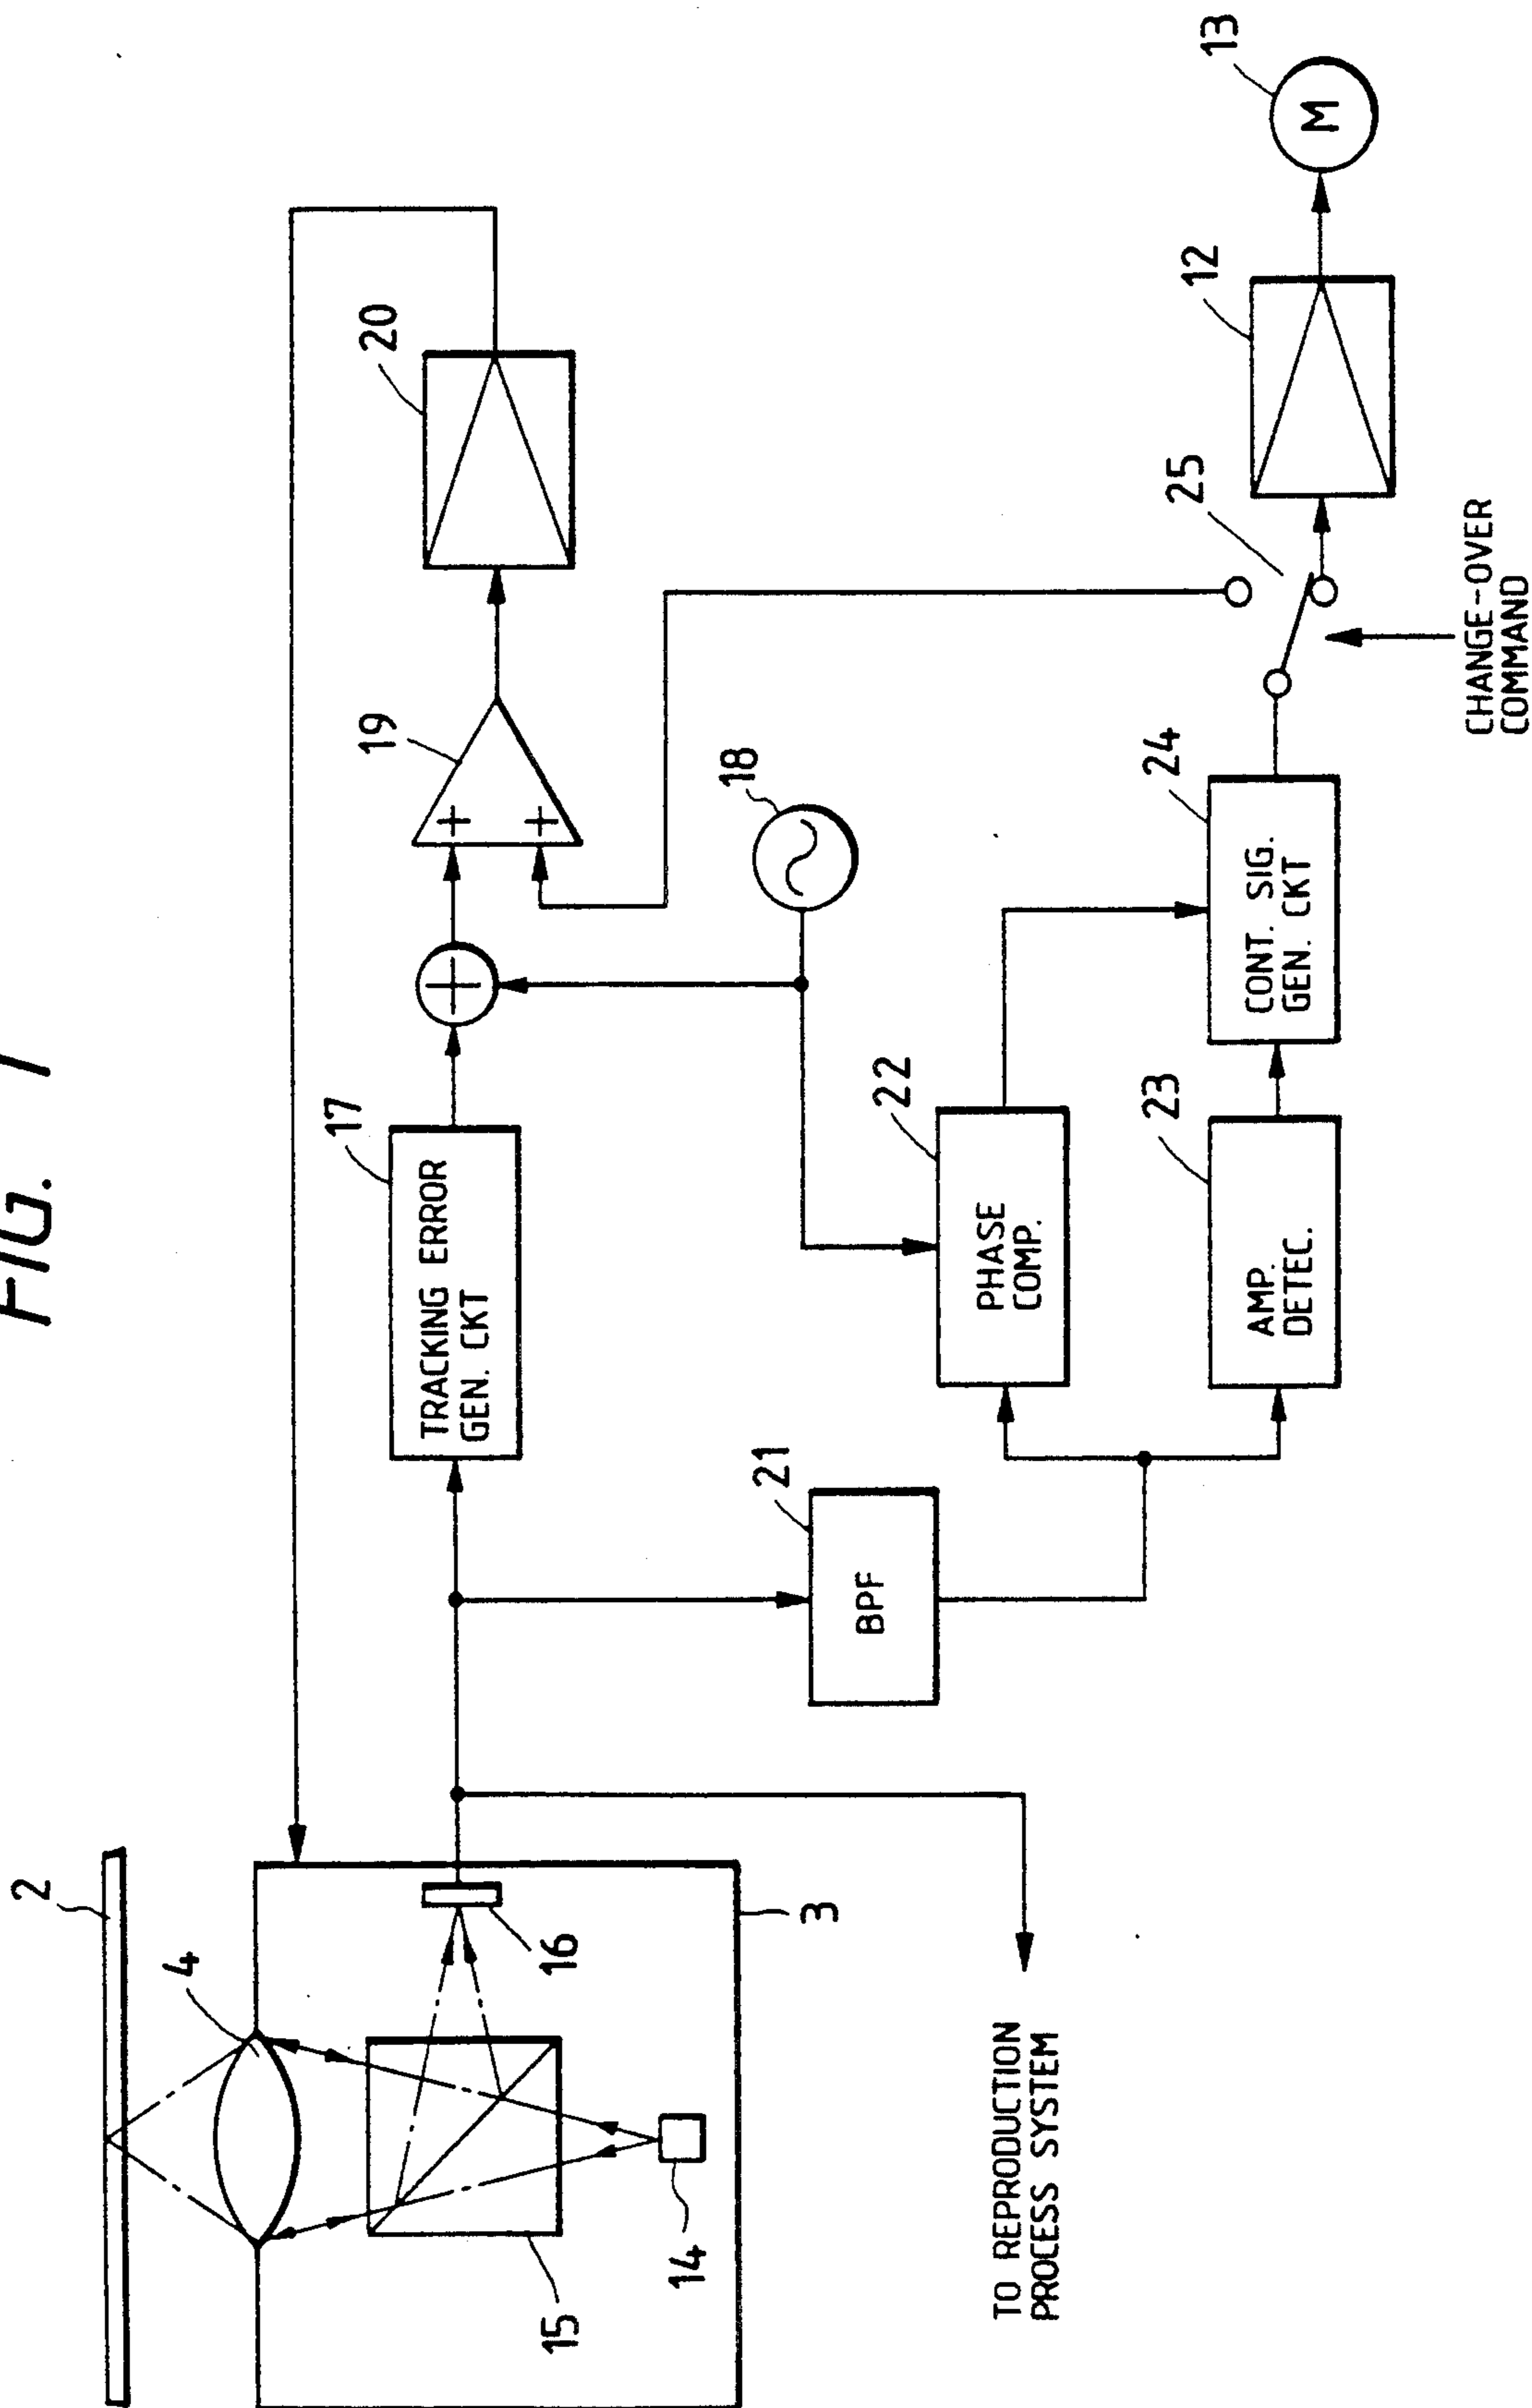 FIG. 1
2
4
3
14
15
16
TO REPRODUCTION
PROCESS SYSTEM
17
TRACKING ERROR
GEN. CKT
19
20
18
21
BPF
22
PHASE
COMP.
23
AMP.
DETEC.
24
CONT. SIG.
GEN. CKT
25
CHANGE-OVER
COMMAND
12
13
M